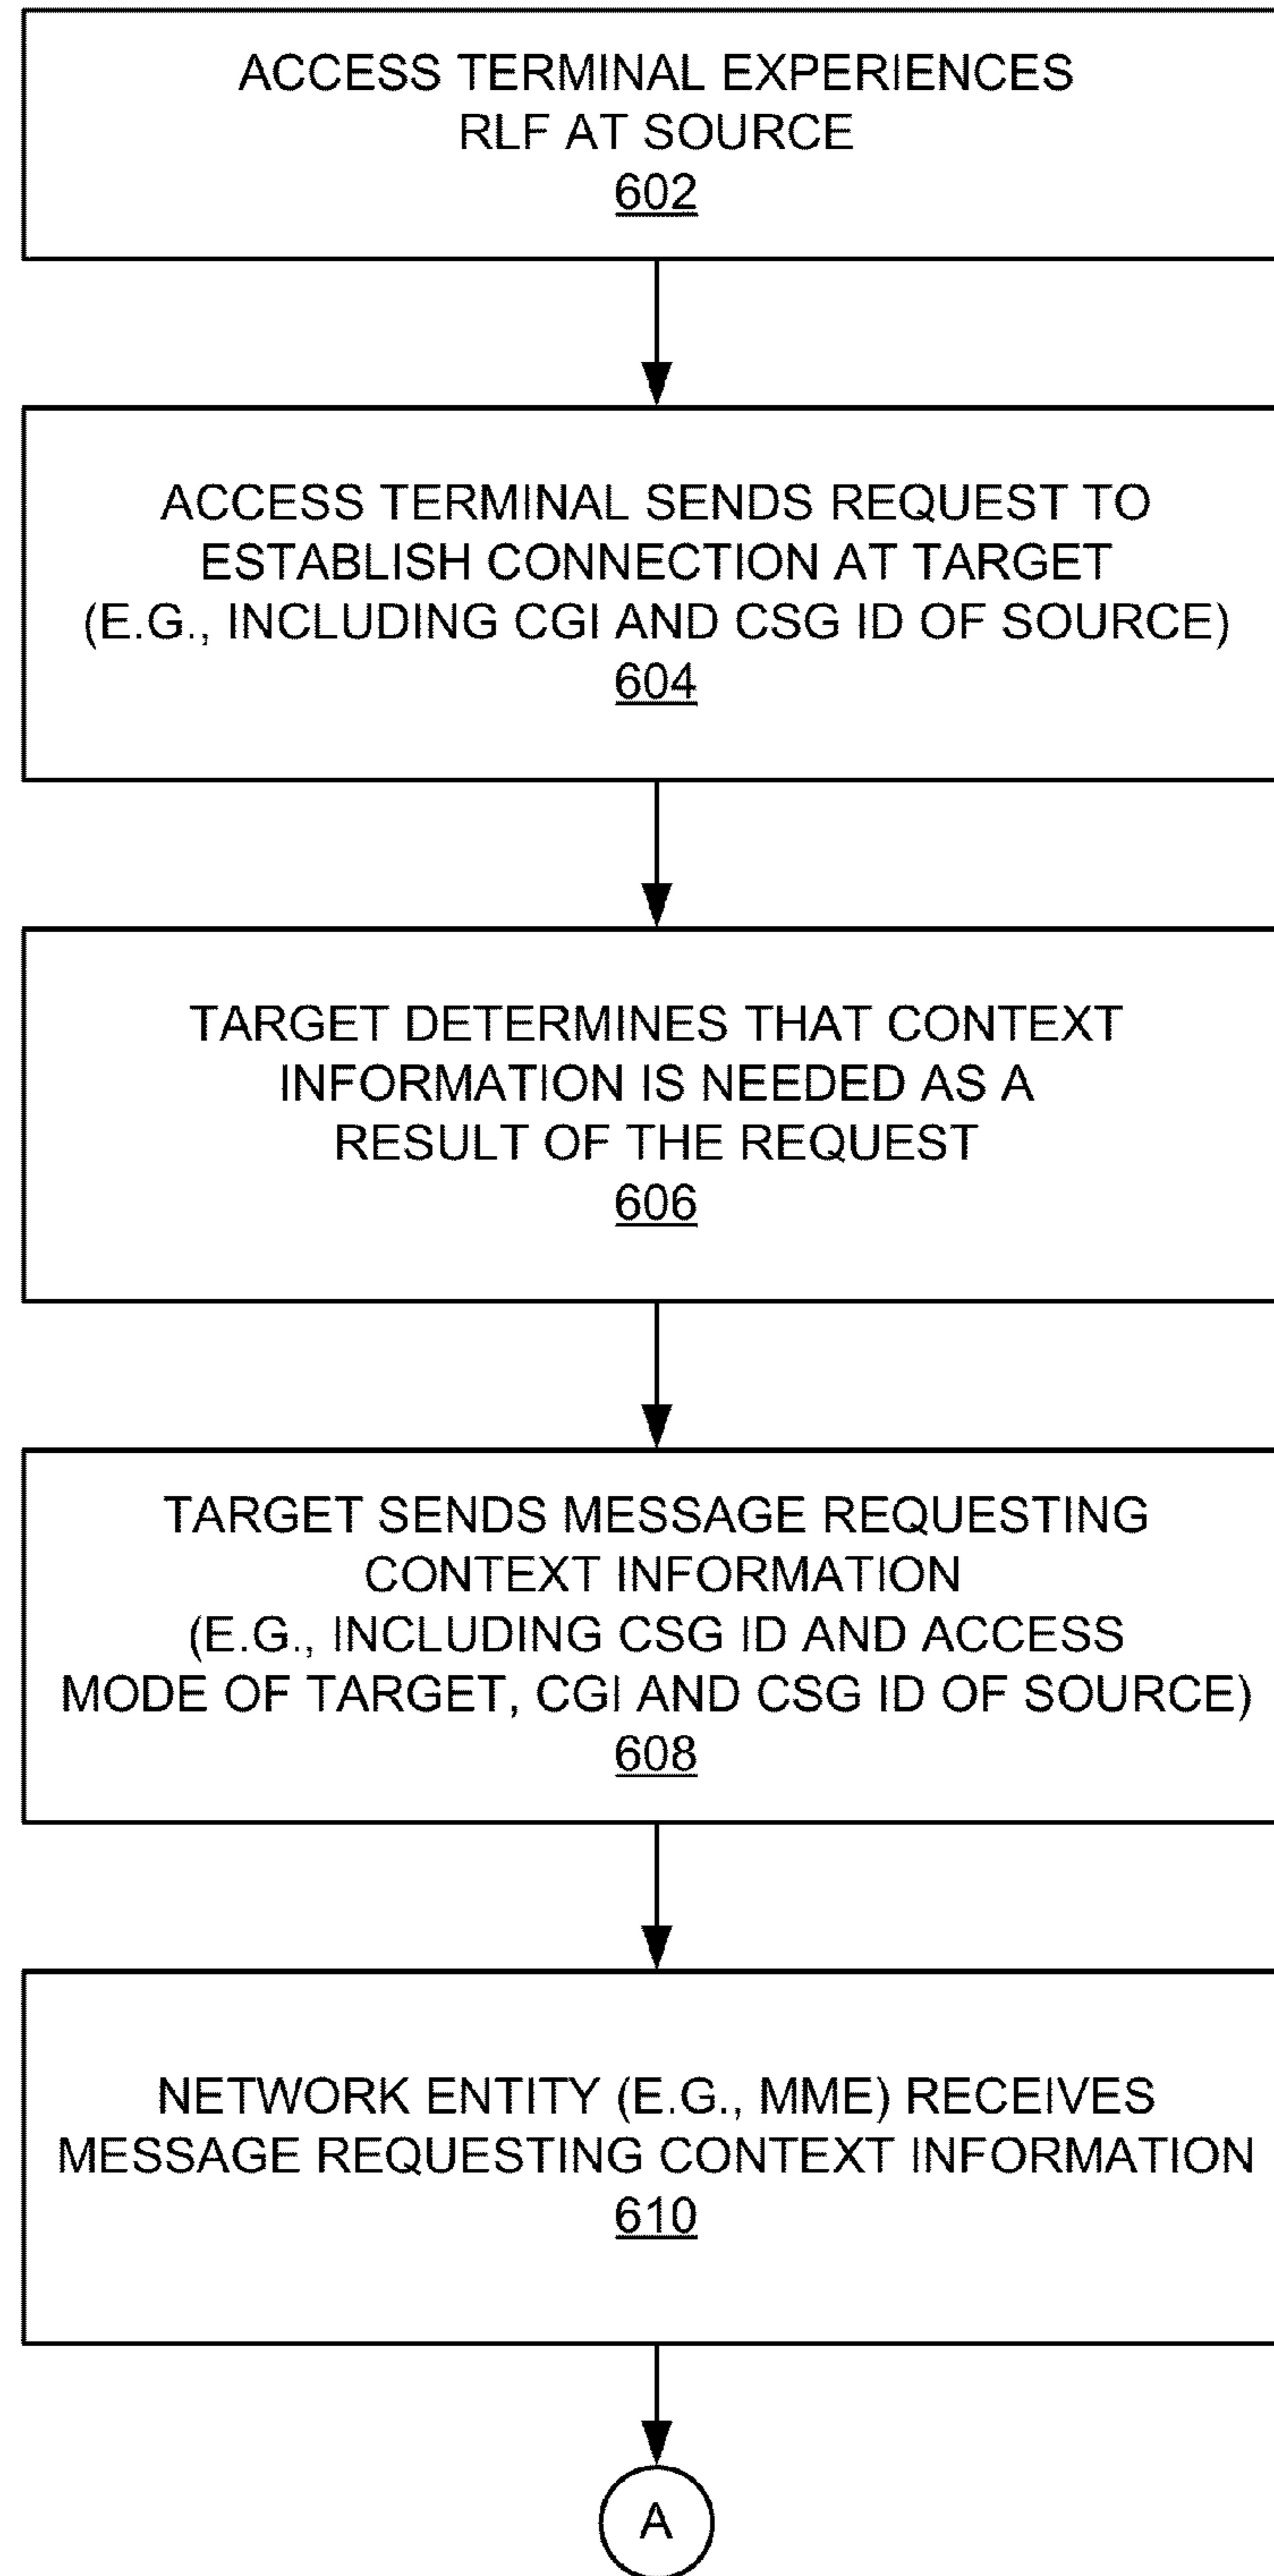 ACCESS TERMINAL EXPERIENCES
RLF AT SOURCE
602
ACCESS TERMINAL SENDS REQUEST TO
ESTABLISH CONNECTION AT TARGET
(E.G., INCLUDING CGI AND CSG ID OF SOURCE)
604
TARGET DETERMINES THAT CONTEXT
INFORMATION IS NEEDED AS A
RESULT OF THE REQUEST
606
TARGET SENDS MESSAGE REQUESTING
CONTEXT INFORMATION
(E.G., INCLUDING CSG ID AND ACCESS
MODE OF TARGET, CGI AND CSG ID OF SOURCE)
608
NETWORK ENTITY (E.G., MME) RECEIVES
MESSAGE REQUESTING CONTEXT INFORMATION
610
A